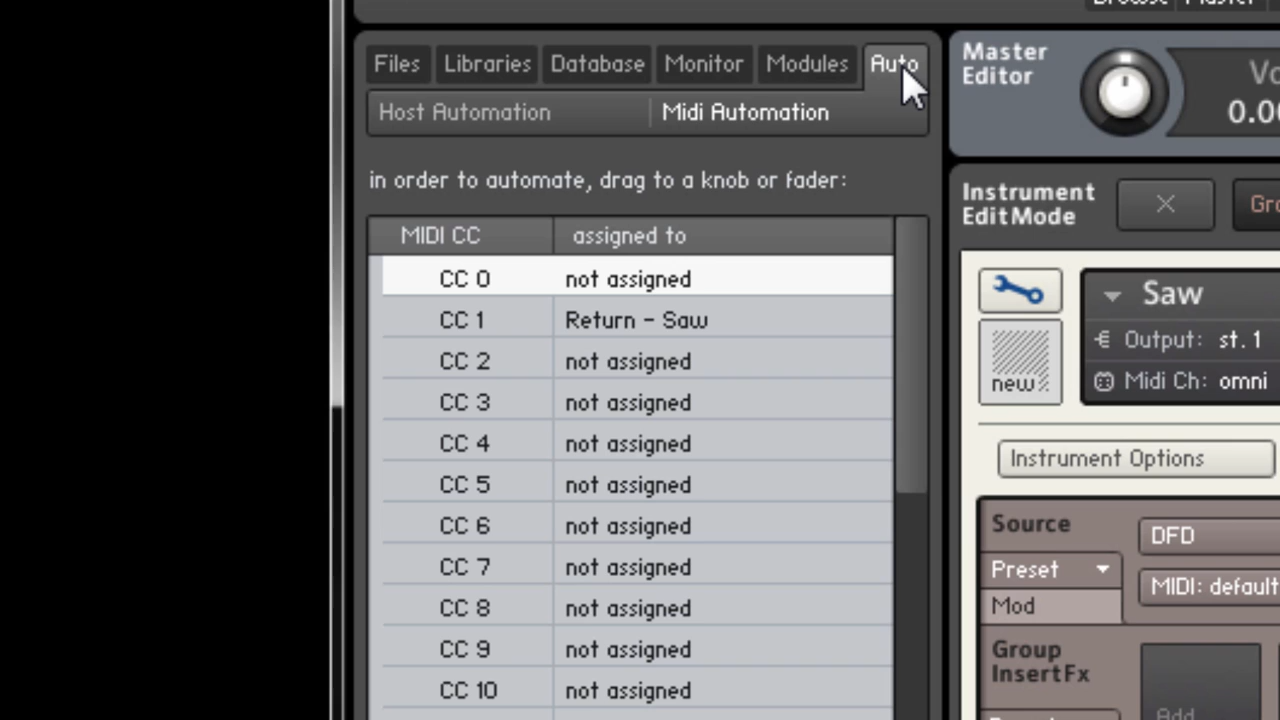 Files Libraries Database Monitor Modules Auto
Host Automation Midi Automation
in order to automate, drag to a knob or fader:
MIDI CC assigned to
CC 0 not assigned
CC 1 Return - Saw
CC 2 not assigned
CC 3 not assigned
CC 4 not assigned
CC 5 not assigned
CC 6 not assigned
CC 7 not assigned
CC 8 not assigned
CC 9 not assigned
CC 10 not assigned
Master
Editor
0.00
Instrument
Edit Mode
×
Saw
Output: st. 1
new
Midi Ch: omni
Instrument Options
Source
DFD
Preset
MIDI: default
Mod
Group
InsertFx
Add